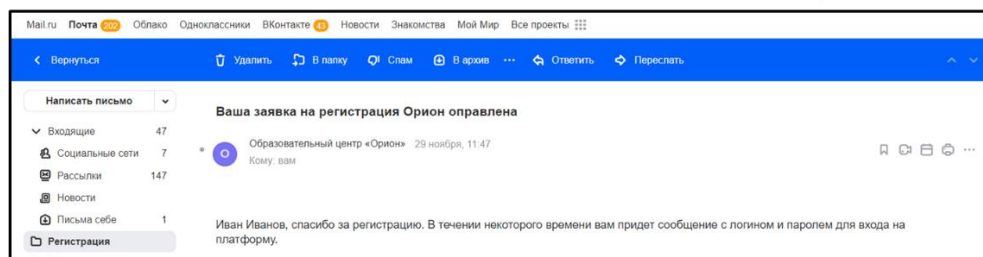 Mail.ru Почта 202 Облако Одноклассники ВКонтакте 43 Новости Знакомства Мой Мир Все проекты
Вернуться Удалить В папку Спам В архив Ответить Переслать
Написать письмо
Ваша заявка на регистрация Орион оправлена
Входящие 47
Социальные сети 7
Образовательный центр «Орион» 29 ноября, 11:47
Кому: вам
Рассылки 147
Новости
Письма себе 1
Иван Иванов, спасибо за регистрацию. В течении некоторого времени вам придет сообщение с логином и паролем для входа на
платформу.
Регистрация